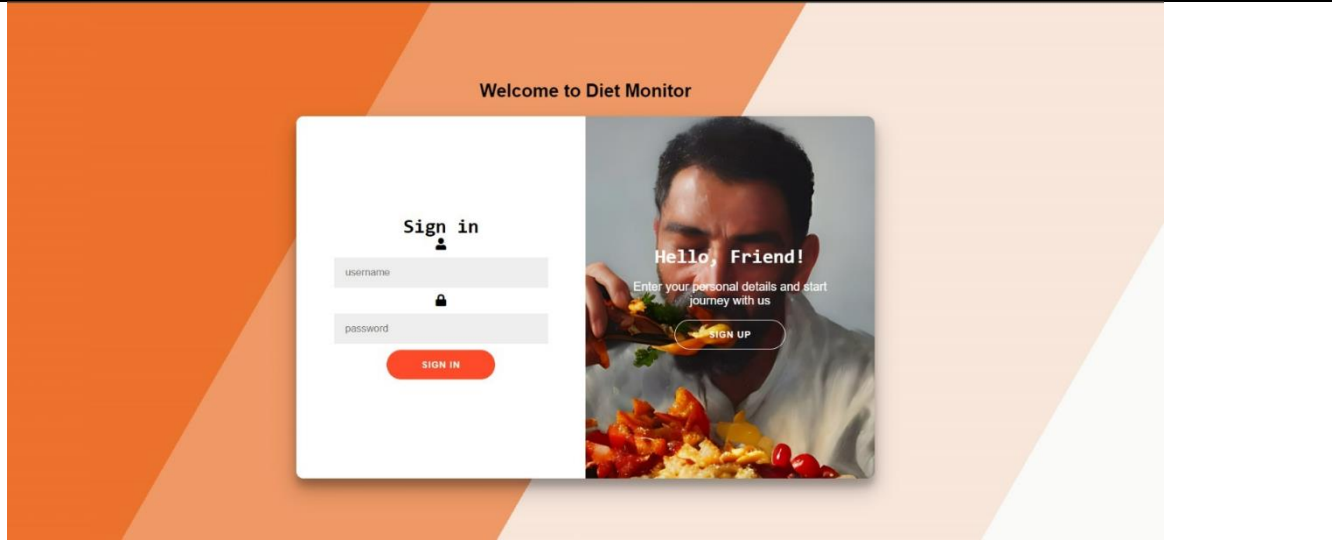 Welcome to Diet Monitor
Sign in
username
password
SIGN IN
Hello, Friend!
Enter your personal details and start
journey with us
SIGN UP